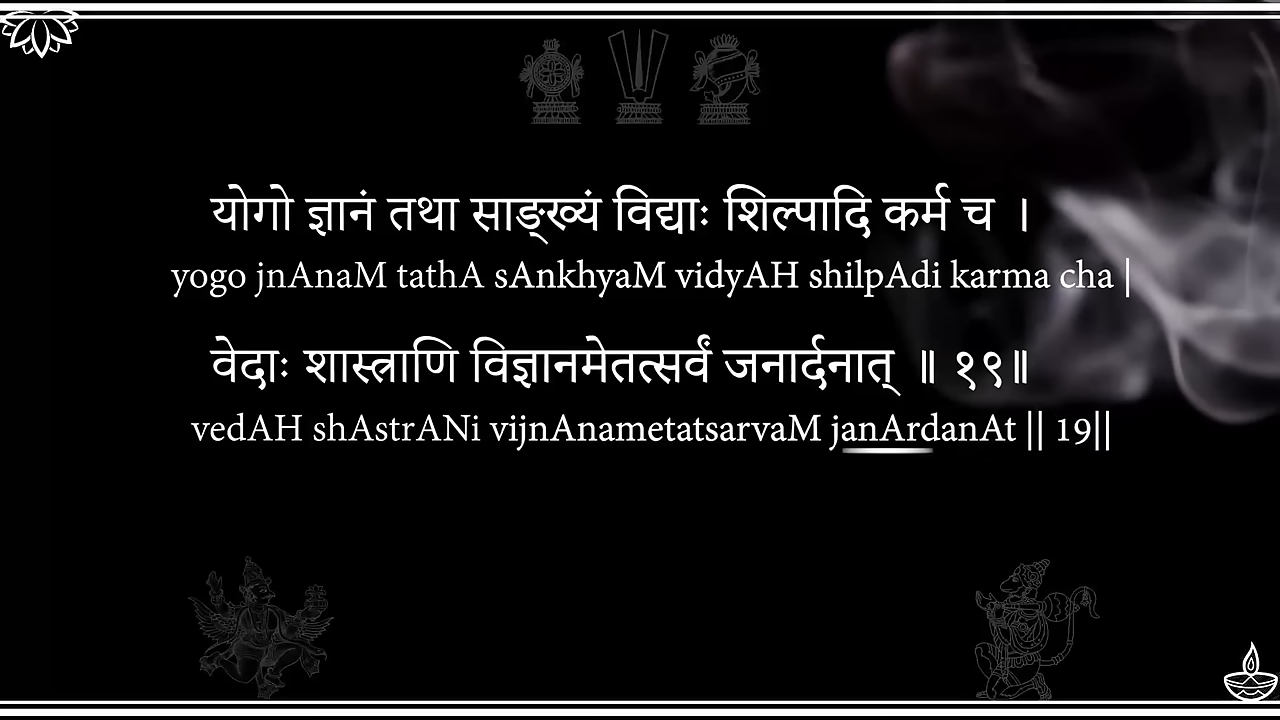 योगो ज्ञानं तथा साङ्ख्यं विद्याः शिल्पादि कर्म च ।
yogo jnAnaM tathA sAnkhyaM vidyAH shilpAdi karma cha |
वेदाः शास्त्राणि विज्ञानमेतत्सर्वं जनार्दनात् ॥ १९॥
vedAH shAstrANi vijnAnametatsarvaM janArdanAt || 19||